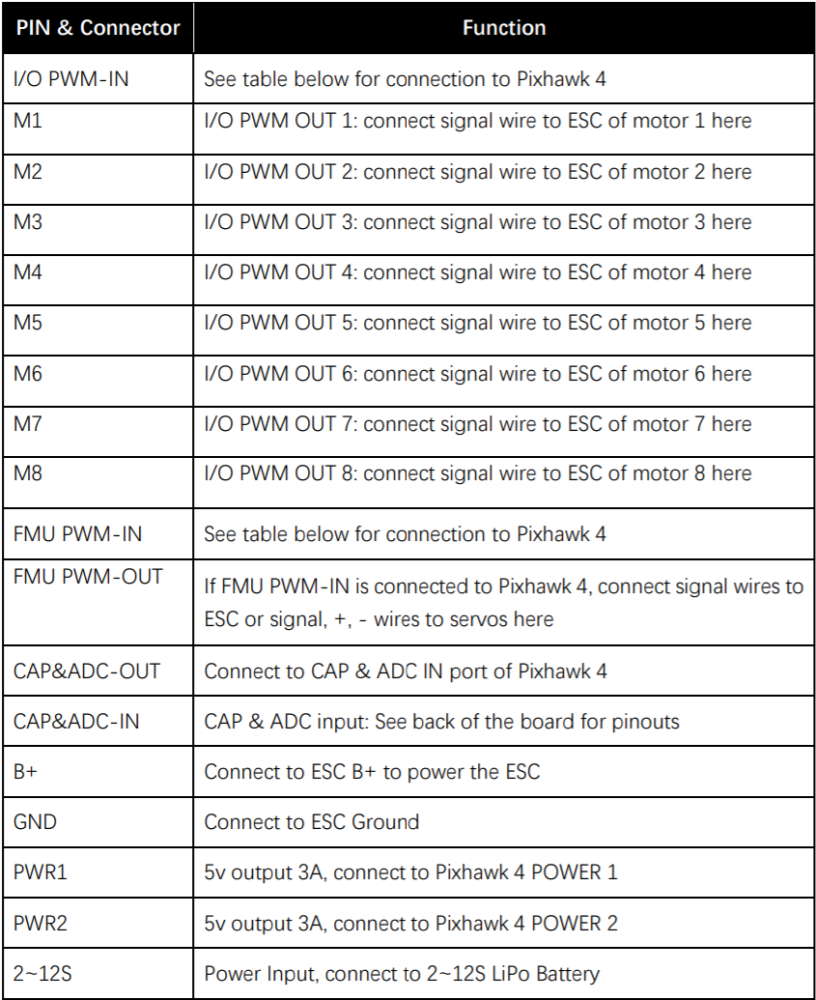 PIN & Connector Function
I/O PWM-IN See table below for connection to Pixhawk 4
M1 I/O PWM OUT 1: connect signal wire to ESC of motor 1 here
M2 I/O PWM OUT 2: connect signal wire to ESC of motor 2 here
M3 I/O PWM OUT 3: connect signal wire to ESC of motor 3 here
M4 I/O PWM OUT 4: connect signal wire to ESC of motor 4 here
M5 I/O PWM OUT 5: connect signal wire to ESC of motor 5 here
M6 I/O PWM OUT 6: connect signal wire to ESC of motor 6 here
M7 I/O PWM OUT 7: connect signal wire to ESC of motor 7 here
M8 I/O PWM OUT 8: connect signal wire to ESC of motor 8 here
FMU PWM-IN See table below for connection to Pixhawk 4
FMU PWM-OUT If FMU PWM-IN is connected to Pixhawk 4, connect signal wires to
ESC or signal, +, - wires to servos here
CAP&ADC-OUT Connect to CAP & ADC IN port of Pixhawk 4
CAP&ADC-IN CAP & ADC input: See back of the board for pinouts
B+ Connect to ESC B+ to power the ESC
GND Connect to ESC Ground
PWR1 5v output 3A, connect to Pixhawk 4 POWER 1
PWR2 5v output 3A, connect to Pixhawk 4 POWER 2
2~12S Power Input, connect to 2~12S LiPo Battery